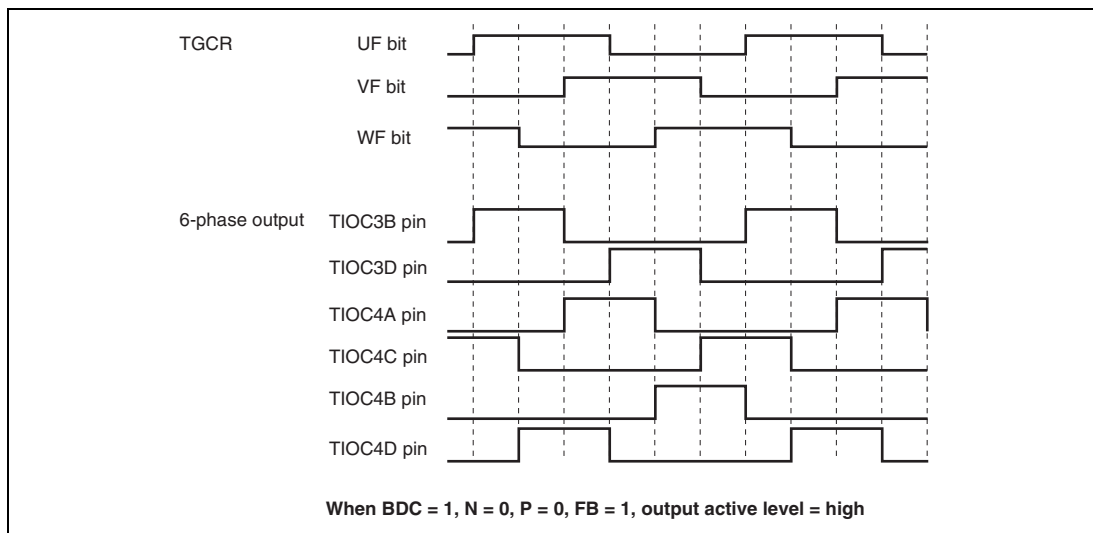 TGCR UF bit
VF bit
WF bit
6-phase output TIOC3B pin
TIOC3D pin
TIOC4A pin
TIOC4C pin
TIOC4B pin
TIOC4D pin
When BDC = 1, N = 0, P = 0, FB = 1, output active level = high